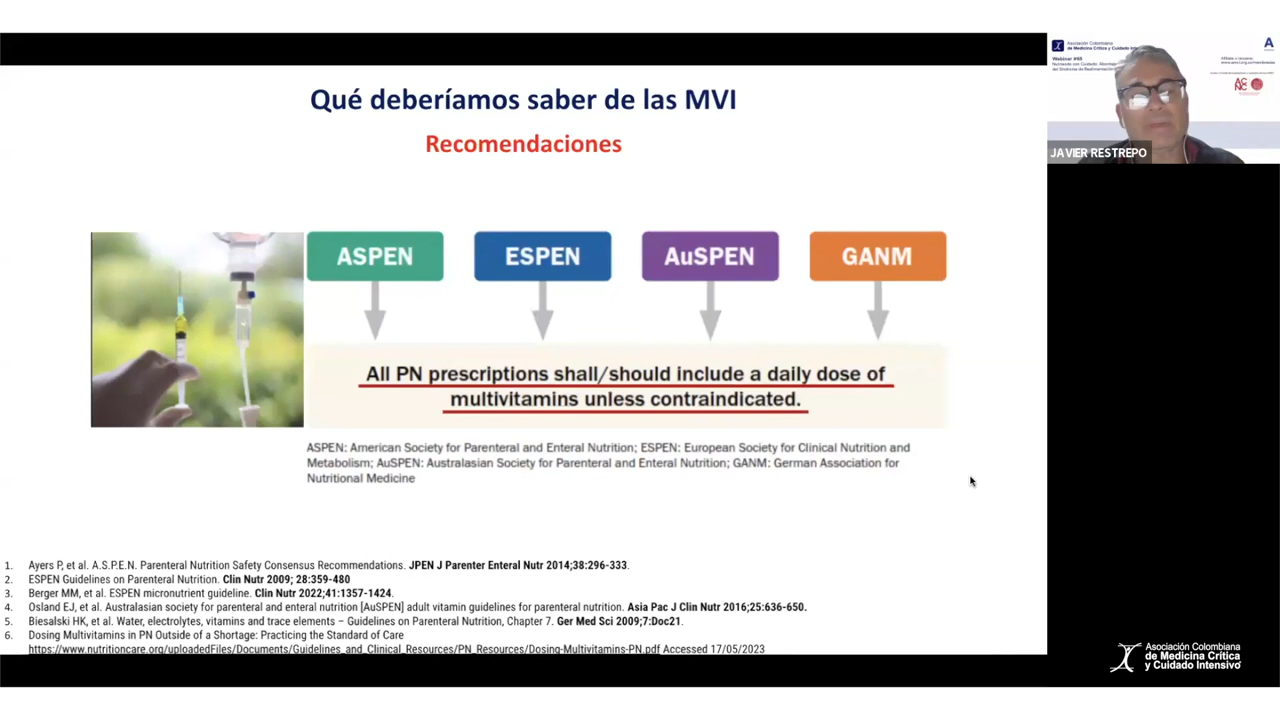 Qué deberíamos saber de las MVI
Recomendaciones
ASPEN
ESPEN
AuSPEN
GANM
All PN prescriptions shall/should include a daily dose of
multivitamins unless contraindicated.
ASPEN: American Society for Parenteral and Enteral Nutrition; ESPEN: European Society for Clinical Nutrition and
Metabolism; AuSPEN: Australasian Society for Parenteral and Enteral Nutrition; GANM: German Association for
Nutritional Medicine
1. Ayers P, et al. A.S.P.E.N. Parenteral Nutrition Safety Consensus Recommendations. JPEN J Parenter Enteral Nutr 2014;38:296-333.
2. ESPEN Guidelines on Parenteral Nutrition. Clin Nutr 2009; 28:359-480
3. Berger MM, et al. ESPEN micronutrient guideline. Clin Nutr 2022;41:1357-1424.
4. Osland EJ, et al. Australasian society for parenteral and enteral nutrition [AuSPEN] adult vitamin guidelines for parenteral nutrition. Asia Pac J Clin Nutr 2016;25:636-650.
5. Biesalski HK, et al. Water, electrolytes, vitamins and trace elements – Guidelines on Parenteral Nutrition, Chapter 7. Ger Med Sci 2009;7:Doc21.
6. Dosing Multivitamins in PN Outside of a Shortage: Practicing the Standard of Care
https://www.nutritioncare.org/uploadedFiles/Documents/Guidelines_and_Clinical_Resources/PN_Resources/Dosing-Multivitamins-PN.pdf Accessed 17/05/2023
Asociación Colombiana
de Medicina Crítica y Cuidado
Webinar #65
JAVIER RESTREPO
Asociación Colombiana
de Medicina Crítica
y Cuidado Intensivo